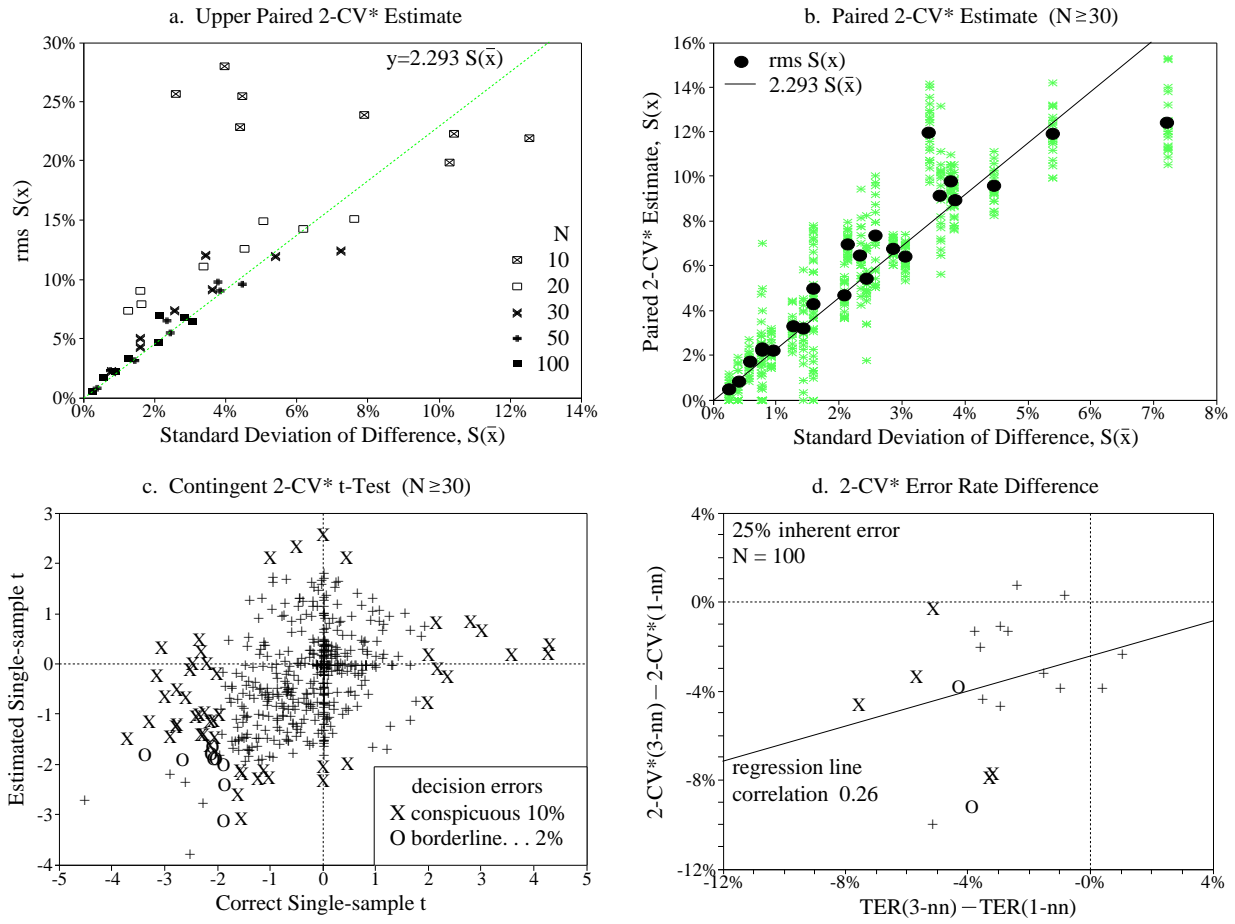 a. Upper Paired 2-CV* Estimate
30%
25%
20%
15%
10%
5%
0%
rms S(x)
y=2.293 S(x̄)
N
10
20
30
50
100
0% 2% 4% 6% 8% 10% 12% 14%
Standard Deviation of Difference, S(x̄)
b. Paired 2-CV* Estimate (N≥30)
16%
14%
12%
10%
8%
6%
4%
2%
0%
Paired 2-CV* Estimate, S(x)
rms S(x)
2.293 S(x̄)
0% 1% 2% 3% 4% 5% 6% 7% 8%
Standard Deviation of Difference, S(x̄)
c. Contingent 2-CV* t-Test (N≥30)
3
2
1
0
-1
-2
-3
-4
Estimated Single-sample t
decision errors
X conspicuous 10%
O borderline. . . 2%
-5 -4 -3 -2 -1 0 1 2 3 4 5
Correct Single-sample t
d. 2-CV* Error Rate Difference
4%
0%
-4%
-8%
-12%
2-CV*(3-nn)−2-CV*(1-nn)
25% inherent error
N = 100
regression line
correlation 0.26
-12% -8% -4% -0% 4%
TER(3-nn)−TER(1-nn)